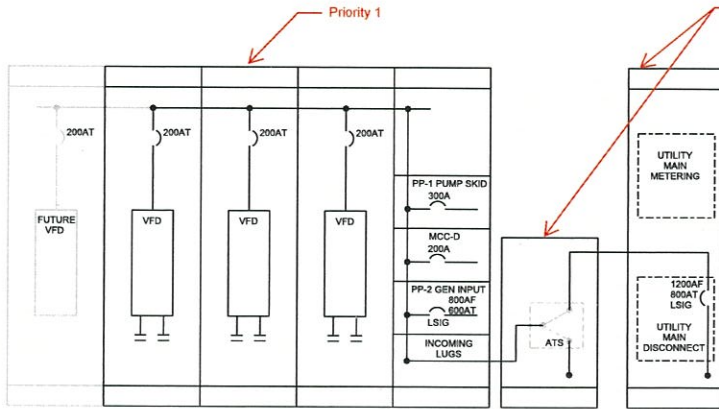 Priority 1
200AT
200AT
200AT
200AT
FUTURE
VFD
VFD
VFD
VFD
PP-1 PUMP SKID
300A
MCC-D
200A
PP-2 GEN INPUT
800AF
600AT
LSIG
INCOMING
LUGS
ATS
UTILITY
MAIN
METERING
1200AF
800AT
LSIG
UTILITY
MAIN
DISCONNECT